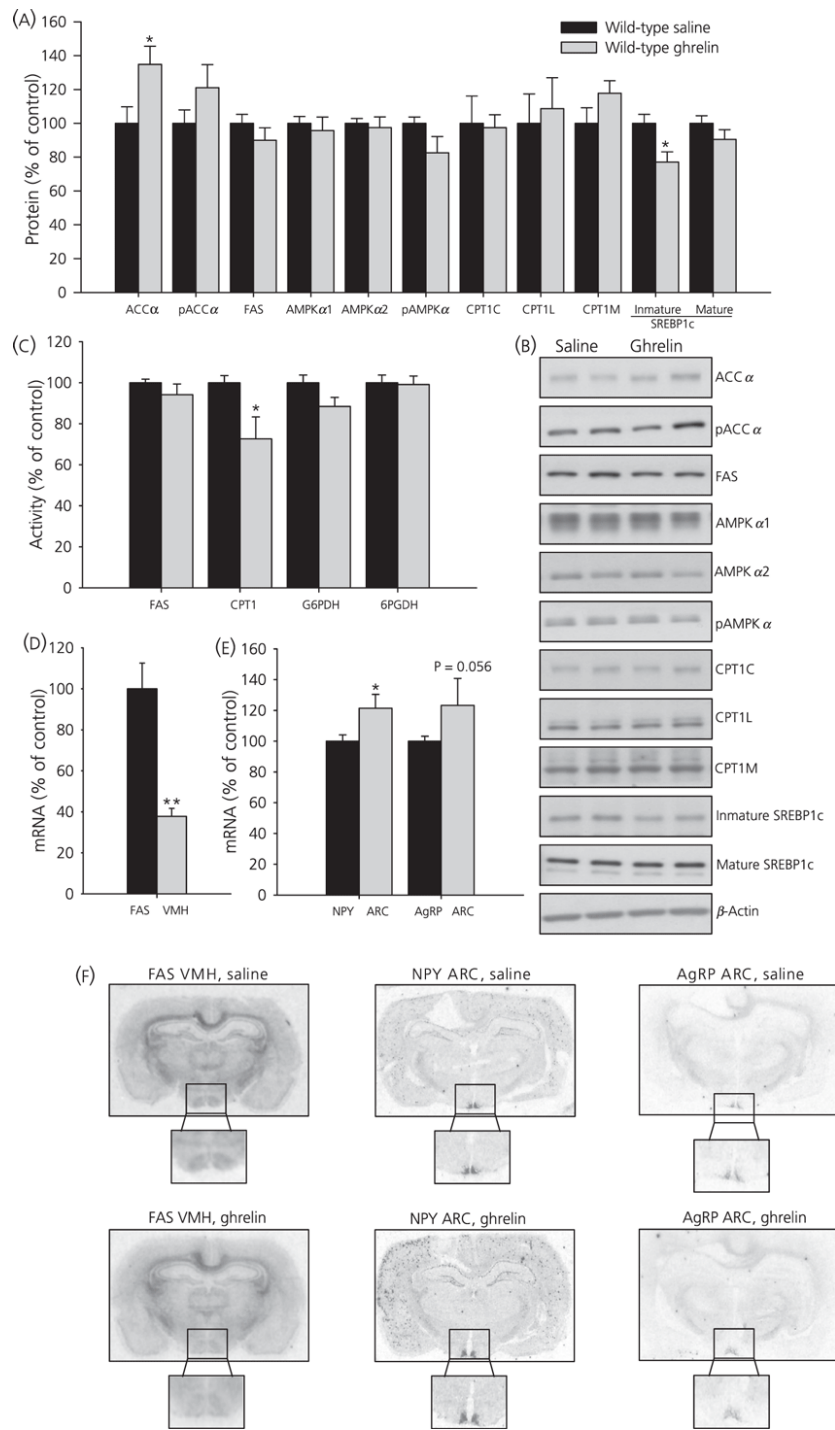 (A)
Protein (% of control)
160
140
120
100
80
60
40
20
0
Wild-type saline
Wild-type ghrelin
*
*
ACCα pACCα FAS AMPKα1 AMPKα2 pAMPKα CPT1C CPT1L CPT1M Inmature Mature
SREBP1c
(C)
Activity (% of control)
120
100
80
60
40
20
0
*
FAS CPT1 G6PDH 6PGDH
(B)
Saline Ghrelin
ACC α
pACC α
FAS
AMPK α1
AMPK α2
pAMPK α
CPT1C
CPT1L
CPT1M
Inmature SREBP1c
Mature SREBP1c
β-Actin
(D)
mRNA (% of control)
120
100
80
60
40
20
0
**
FAS VMH
(E)
mRNA (% of control)
160
140
120
100
80
60
40
20
0
*
P = 0.056
NPY ARC AgRP ARC
(F)
FAS VMH, saline NPY ARC, saline AgRP ARC, saline
FAS VMH, ghrelin NPY ARC, ghrelin AgRP ARC, ghrelin